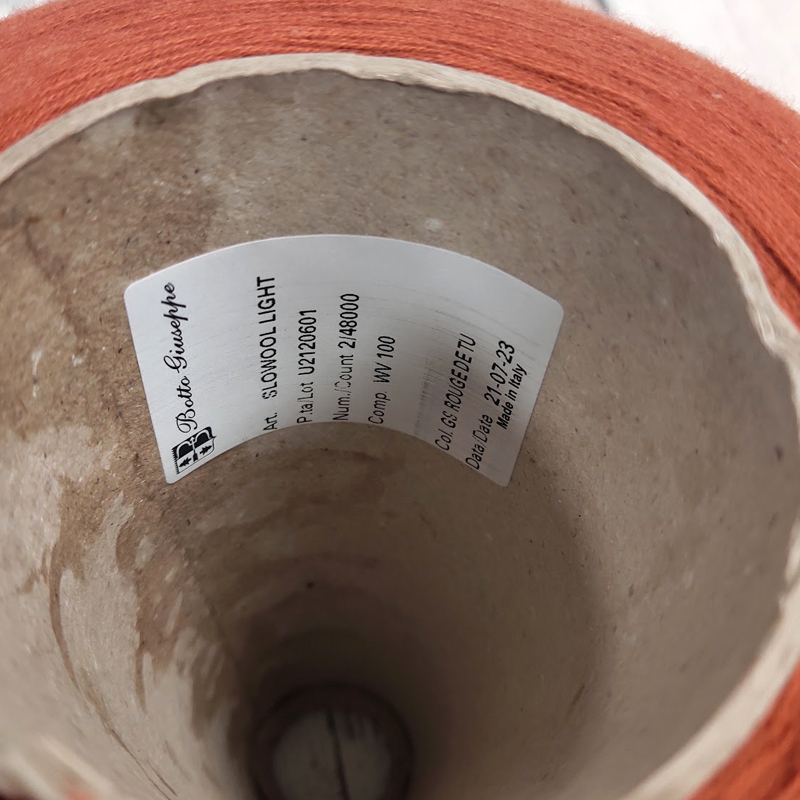 Botto Giuseppe
Art. SLOWOOL LIGHT
P.ta/Lot U2120601
Num./Count 2/48000
Comp. WV 100
Col. GS ROUGE DE TU
Data/Date 21-07-23
Made in Italy